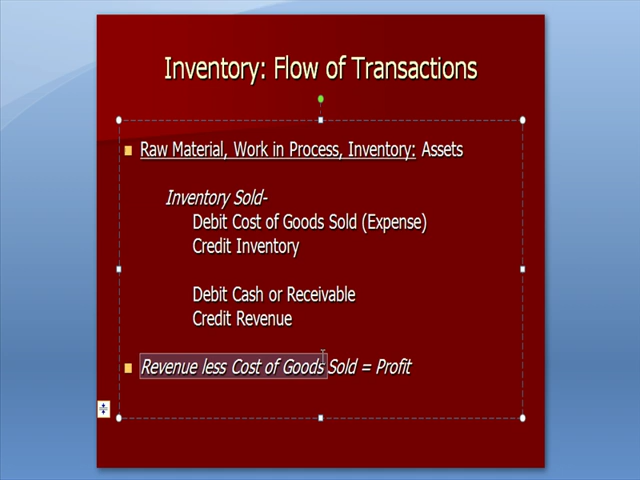 Inventory: Flow of Transactions
Raw Material, Work in Process, Inventory: Assets
Inventory Sold-
Debit Cost of Goods Sold (Expense)
Credit Inventory
Debit Cash or Receivable
Credit Revenue
Revenue less Cost of Goods Sold = Profit